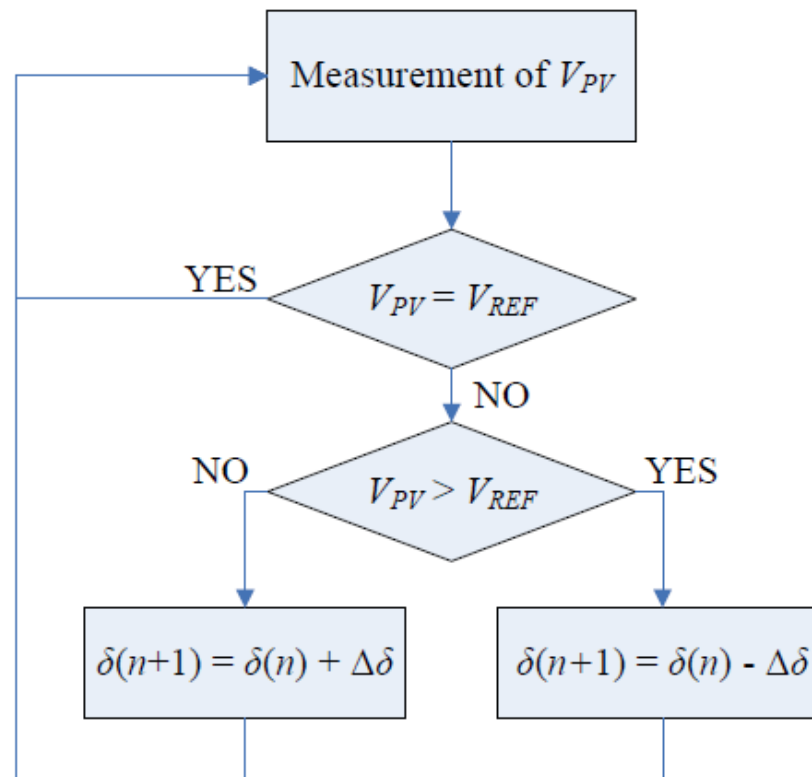 Measurement of V_PV
YES
V_PV = V_REF
NO
NO
V_PV > V_REF
YES
δ(n+1) = δ(n) + Δδ
δ(n+1) = δ(n) - Δδ